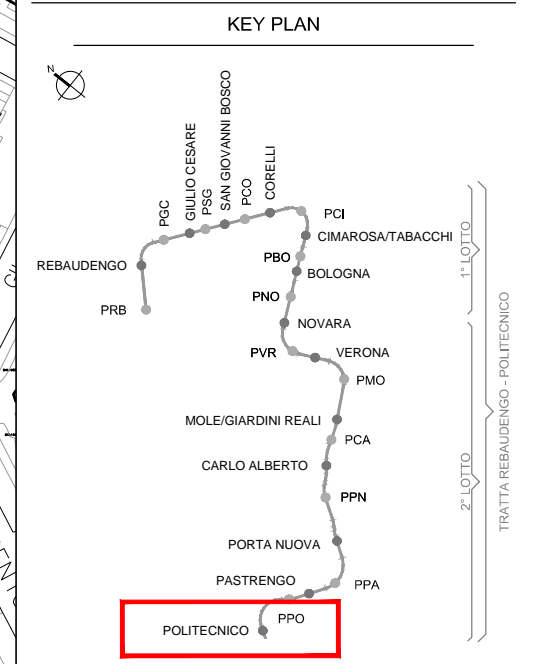 KEY PLAN
N
PGC
GIULIO CESARE
PSG
SAN GIOVANNI BOSCO
PCO
CORELLI
PCI
CIMAROSA/TABACCHI
REBAUDENGO
PBO
BOLOGNA
PRB
PNO
NOVARA
PVR
VERONA
PMO
MOLE/GIARDINI REALI
PCA
CARLO ALBERTO
PPN
PORTA NUOVA
PASTRENGO
PPA
PPO
POLITECNICO
1° LOTTO
2° LOTTO
TRATTA REBAUDENGO - POLITECNICO